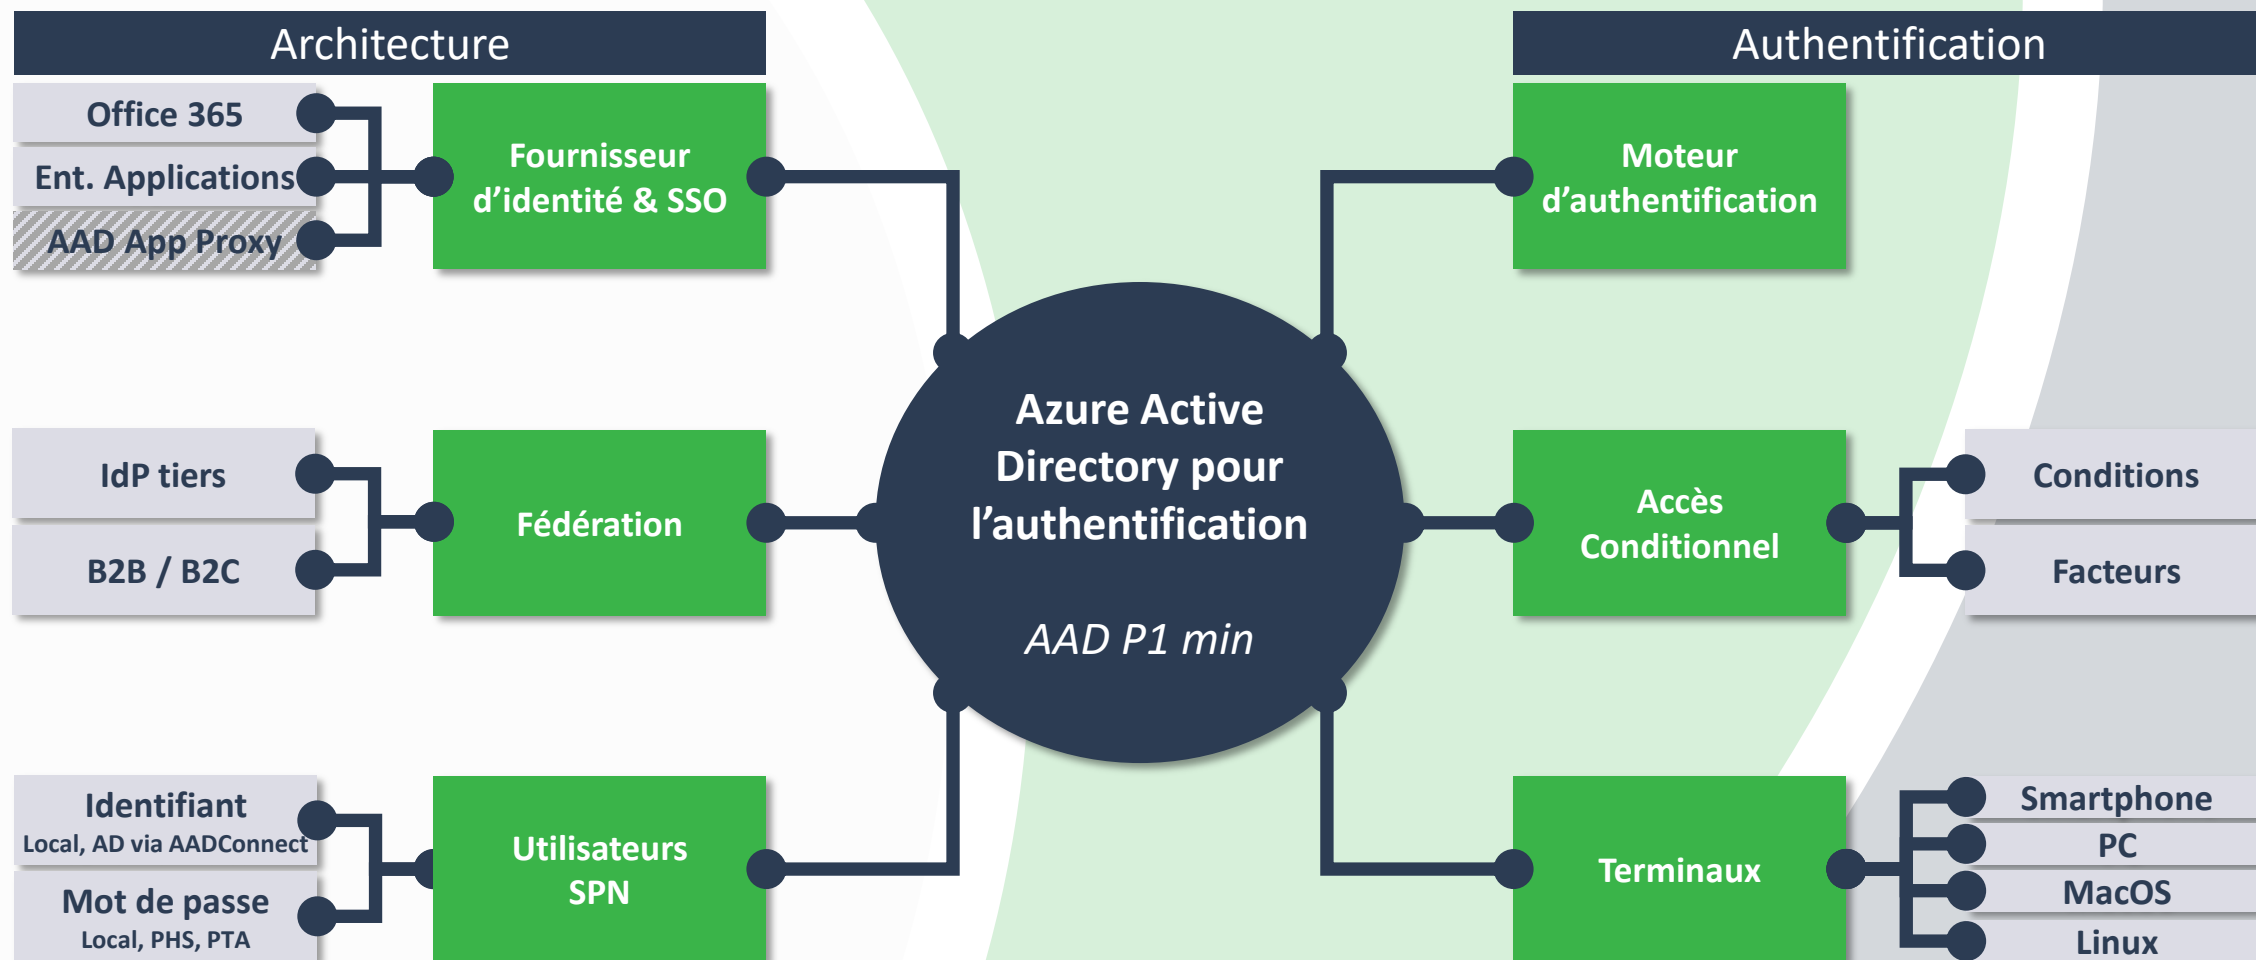 Architecture
Office 365
Ent. Applications
AAD App Proxy
Fournisseur
d’identité & SSO
IdP tiers
B2B / B2C
Fédération
Identifiant
Local, AD via AADConnect
Mot de passe
Local, PHS, PTA
Utilisateurs
SPN
Azure Active
Directory pour
l’authentification
AAD P1 min
Authentification
Moteur
d’authentification
Accès
Conditionnel
Conditions
Facteurs
Terminaux
Smartphone
PC
MacOS
Linux